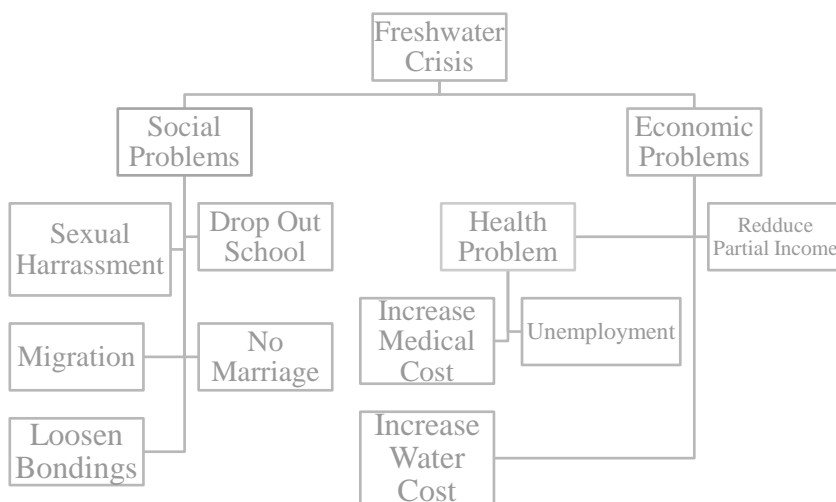 Freshwater
Crisis
Social
Problems
Economic
Problems
Sexual
Harrassment
Drop Out
School
Health
Problem
Redduce
Partial Income
Migration
No
Marriage
Increase
Medical
Cost
Unemployment
Loosen
Bondings
Increase
Water
Cost